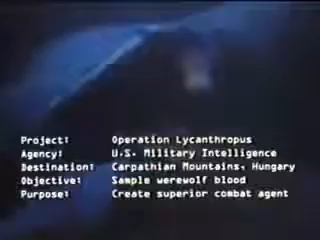 Project: Operation Lycanthropus
Agency: U.S. Military Intelligence
Destination: Carpathian Mountains, Hungary
Objective: Sample werewolf blood
Purpose: Create superior combat agent